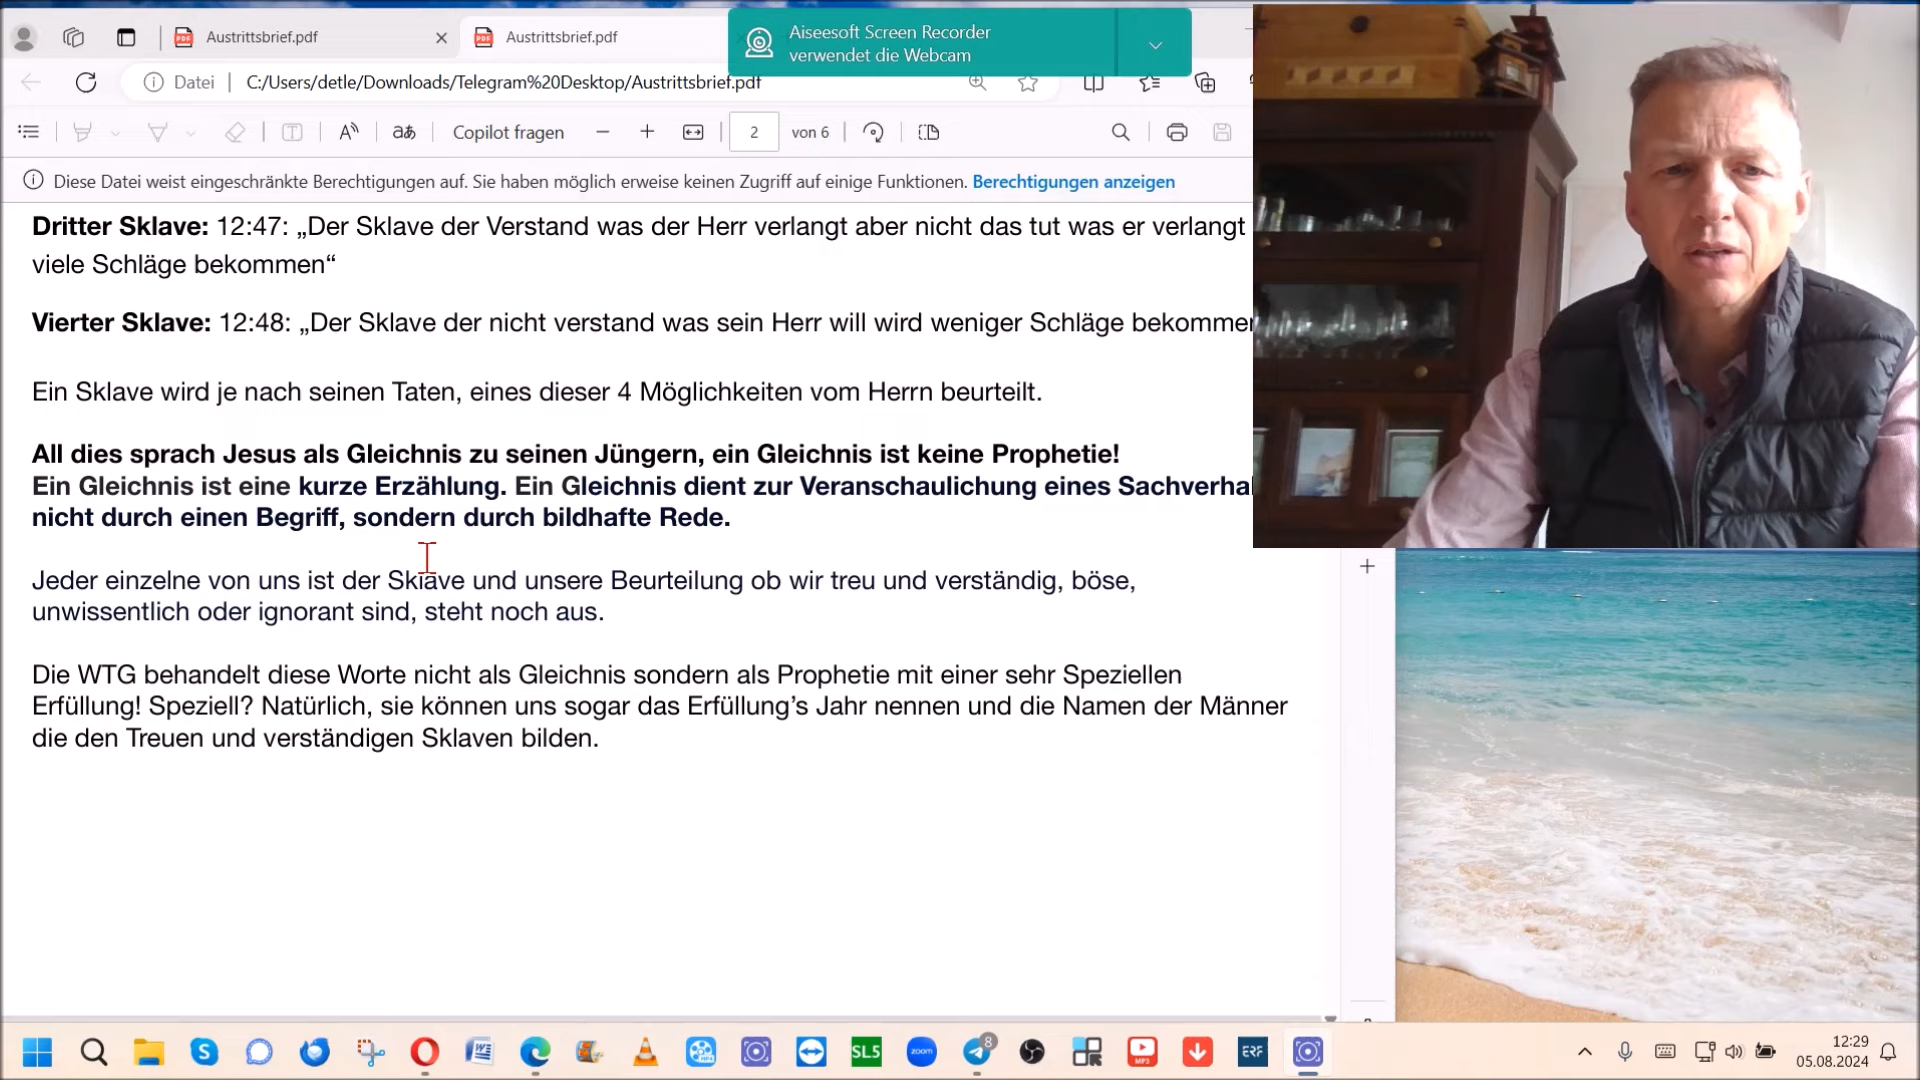 Austrittsbrief.pdf
Austrittsbrief.pdf
Aiseesoft Screen Recorder
verwendet die Webcam
Datei
C:/Users/detle/Downloads/Telegram%20Desktop/Austrittsbrief.pdf
Copilot fragen
2
von 6
Diese Datei weist eingeschränkte Berechtigungen auf. Sie haben möglich erweise keinen Zugriff auf einige Funktionen. Berechtigungen anzeigen
Dritter Sklave: 12:47: „Der Sklave der Verstand was der Herr verlangt aber nicht das tut was er verlangt
viele Schläge bekommen“
Vierter Sklave: 12:48: „Der Sklave der nicht verstand was sein Herr will wird weniger Schläge bekommen
Ein Sklave wird je nach seinen Taten, eines dieser 4 Möglichkeiten vom Herrn beurteilt.
All dies sprach Jesus als Gleichnis zu seinen Jüngern, ein Gleichnis ist keine Prophetie!
Ein Gleichnis ist eine kurze Erzählung. Ein Gleichnis dient zur Veranschaulichung eines Sachverhal
nicht durch einen Begriff, sondern durch bildhafte Rede.
Jeder einzelne von uns ist der Sklave und unsere Beurteilung ob wir treu und verständig, böse,
unwissentlich oder ignorant sind, steht noch aus.
Die WTG behandelt diese Worte nicht als Gleichnis sondern als Prophetie mit einer sehr Speziellen
Erfüllung! Speziell? Natürlich, sie können uns sogar das Erfüllung’s Jahr nennen und die Namen der Männer
die den Treuen und verständigen Sklaven bilden.
SL5
zoom
8
MP3
ERF
12:29
05.08.2024